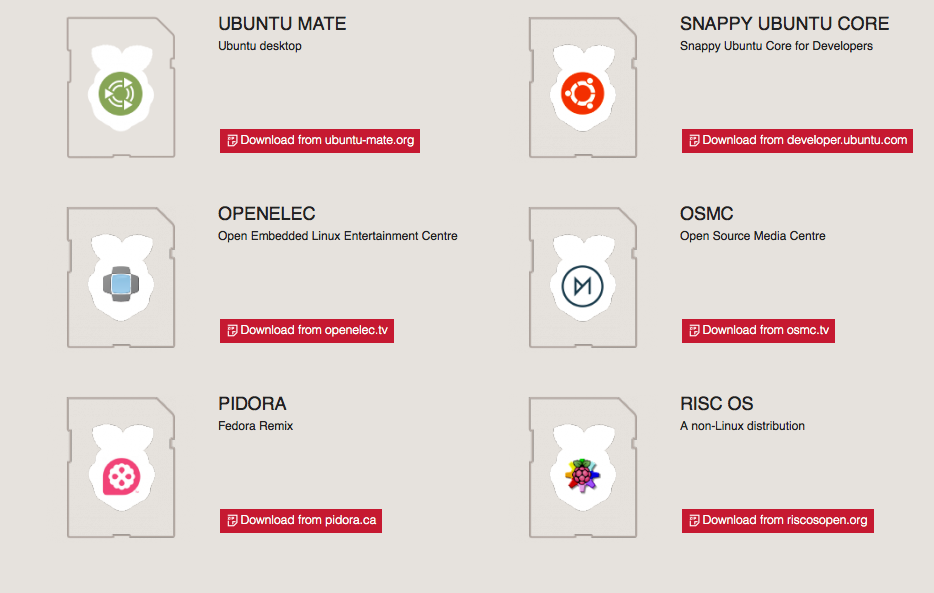 UBUNTU MATE
Ubuntu desktop
Download from ubuntu-mate.org
SNAPPY UBUNTU CORE
Snappy Ubuntu Core for Developers
Download from developer.ubuntu.com
OPENELEC
Open Embedded Linux Entertainment Centre
Download from openelec.tv
OSMC
Open Source Media Centre
Download from osmc.tv
PIDORA
Fedora Remix
Download from pidora.ca
RISC OS
A non-Linux distribution
Download from riscosopen.org